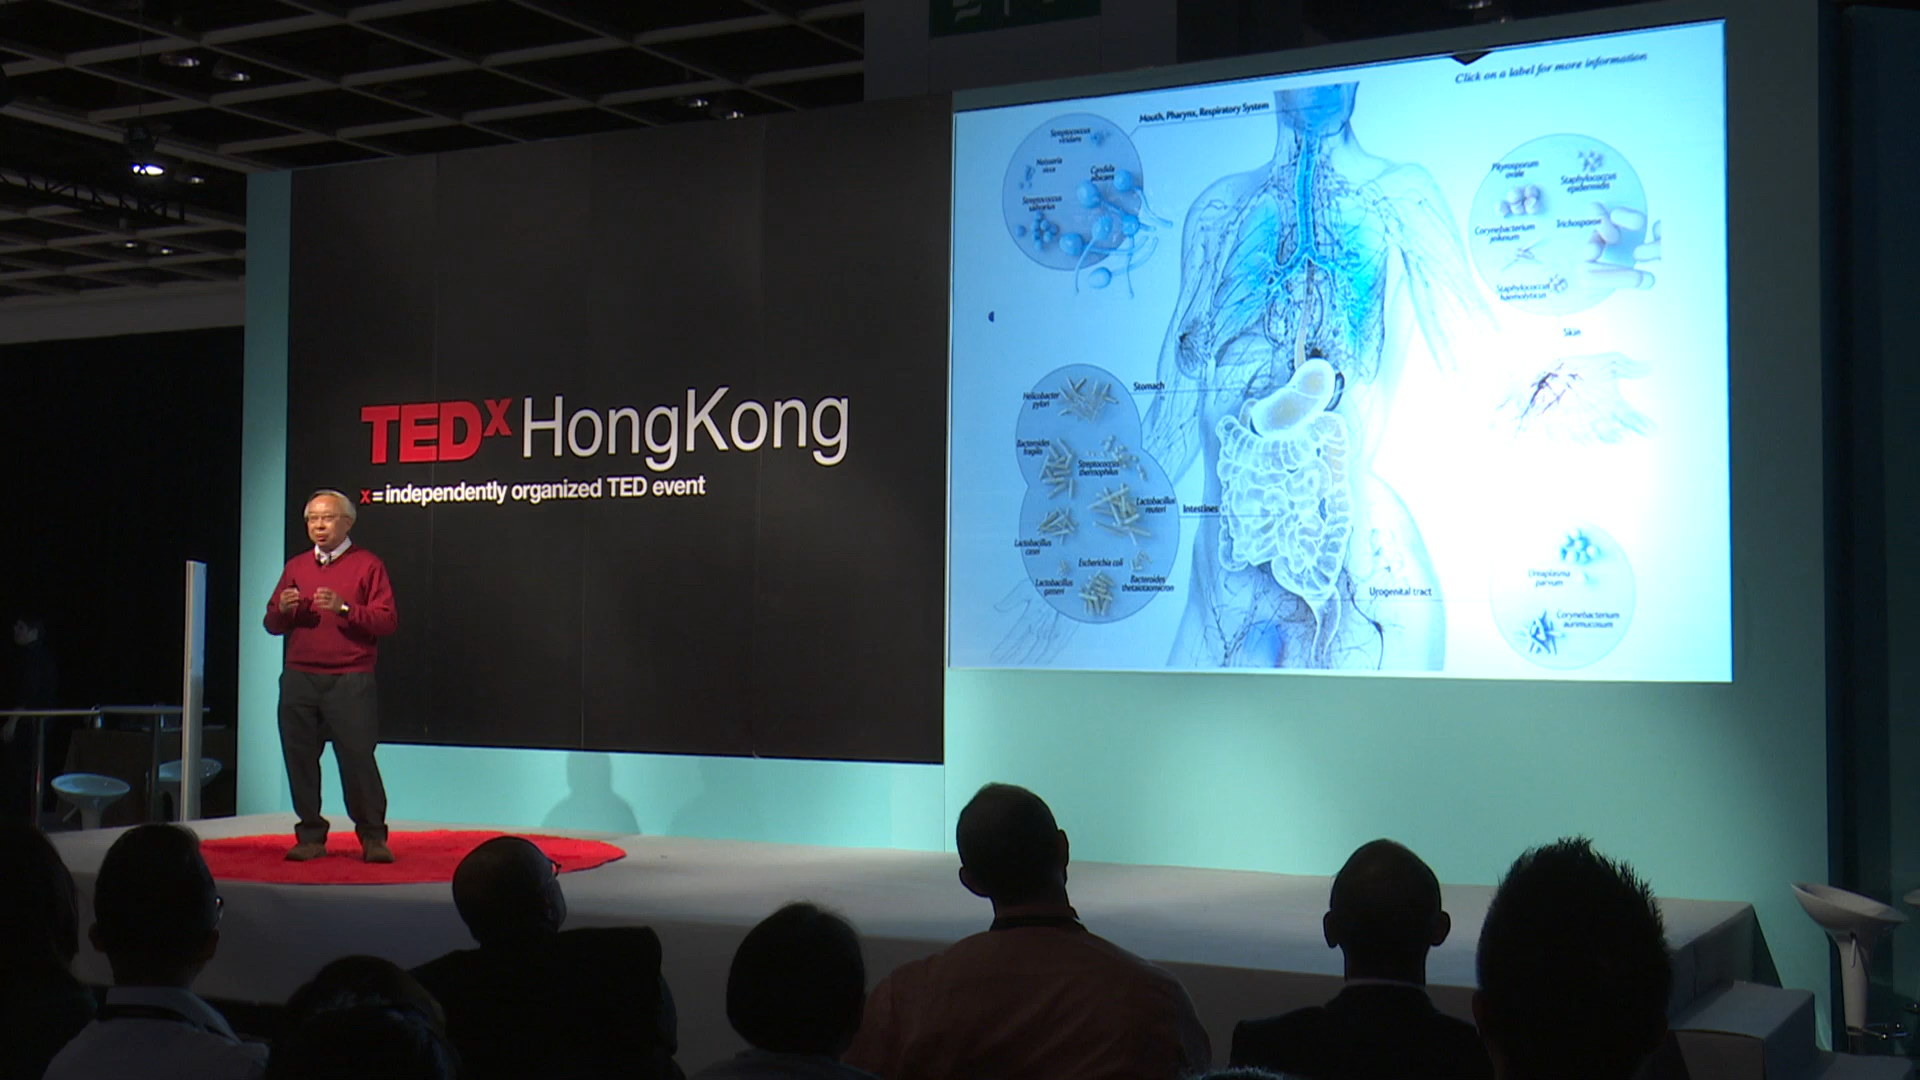 TEDx HongKong
x = independently organized TED event
Click on a label for more information
Mouth, Pharynx, Respiratory System
Streptococcus
viridans
Neisseria
sicca
Candida
albicans
Streptococcus
salivarius
Pityrosporum
ovale
Staphylococcus
epidermidis
Corynebacterium
jeikeium
Trichosporon
Staphylococcus
haemolyticus
Skin
Stomach
Helicobacter
pylori
Bacteroides
fragilis
Streptococcus
thermophilus
Lactobacillus
reuteri
Intestines
Lactobacillus
casei
Escherichia coli
Lactobacillus
gasseri
Bacteroides
thetaiotaomicron
Urogenital tract
Ureaplasma
parvum
Corynebacterium
aurimucosum